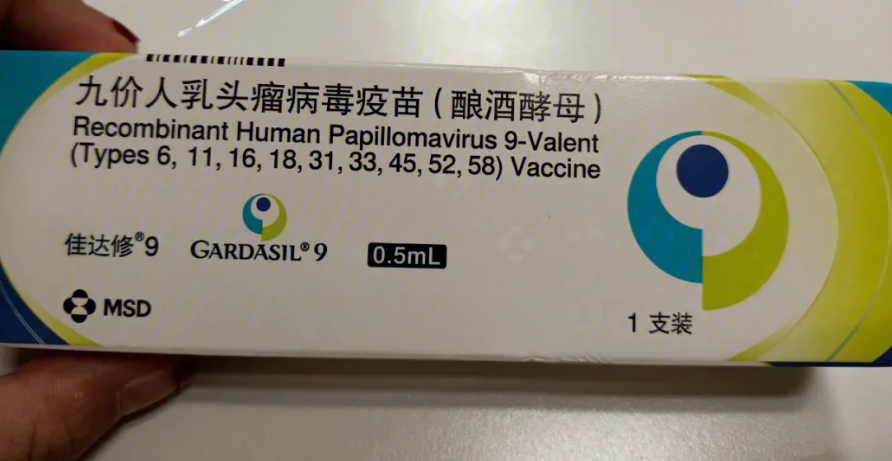 九价人乳头瘤病毒疫苗(酿酒酵母)
Recombinant Human Papillomavirus 9-Valent
(Types 6, 11, 16, 18, 31, 33, 45, 52, 58) Vaccine
佳达修®9 GARDASIL®9 0.5mL
MSD
1 支装